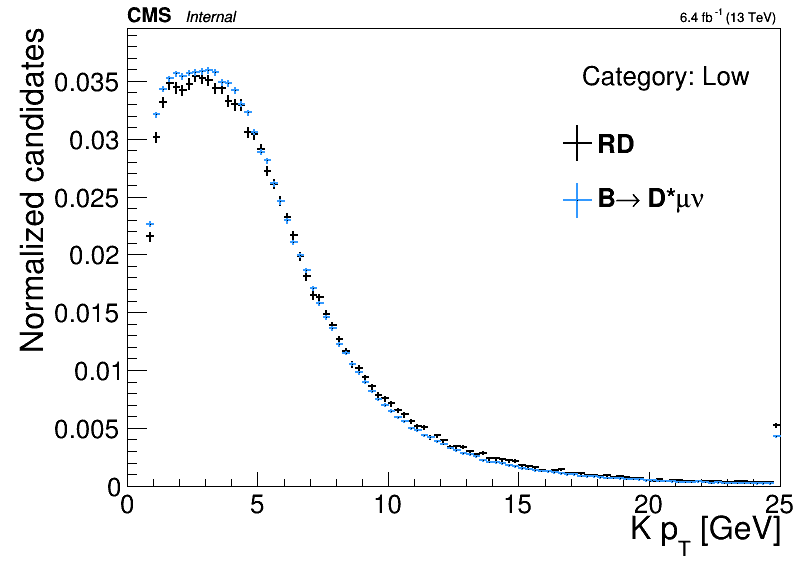 CMS Internal 6.4 fb⁻¹ (13 TeV)
Normalized candidates
0.035
0.03
0.025
0.02
0.015
0.01
0.005
0
Category: Low
RD
B→ D*μν
0 5 10 15 20 25
K p_T [GeV]